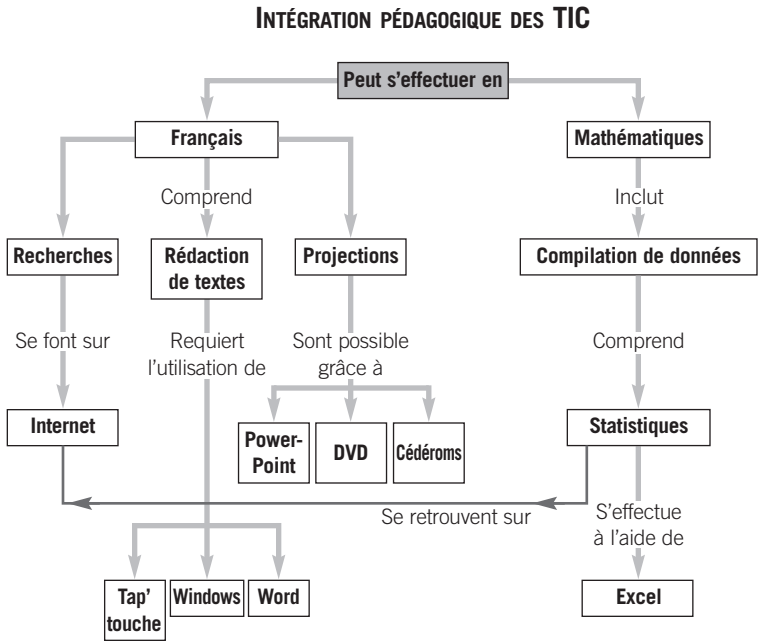 INTÉGRATION PÉDAGOGIQUE DES TIC
Peut s'effectuer en
Français
Mathématiques
Comprend
Inclut
Recherches
Rédaction
de textes
Projections
Compilation de données
Se font sur
Requiert
l'utilisation de
Sont possible
grâce à
Comprend
Internet
Power-
Point
DVD
Cédéroms
Statistiques
Se retrouvent sur
S'effectue
à l'aide de
Tap'
touche
Windows
Word
Excel